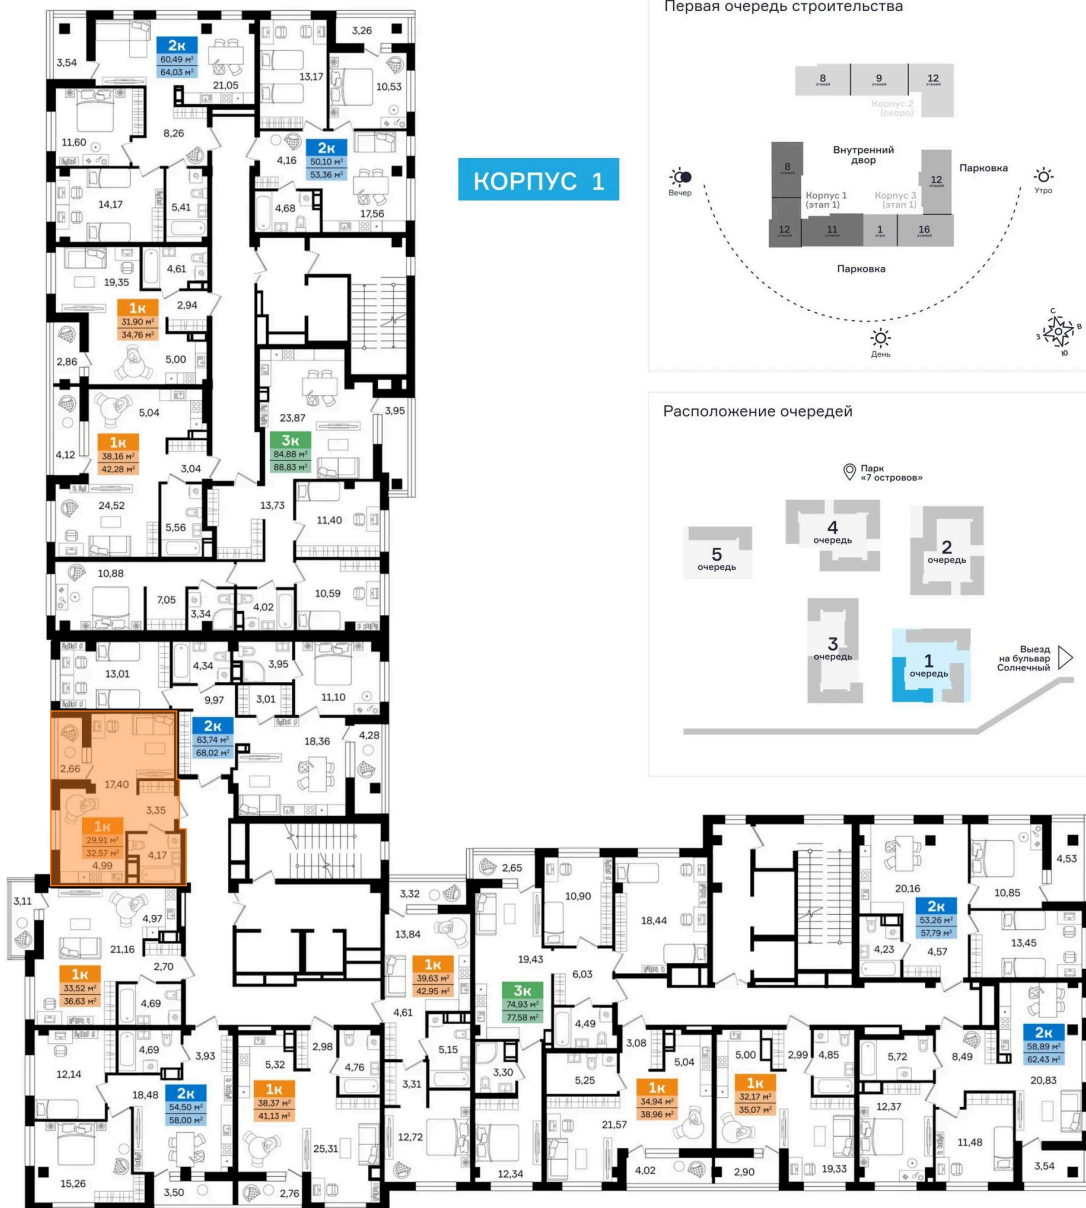 Первая очередь строительства
8 этажей
9 этажей
12 этажей
Корпус 2
(скоро)
Внутренний
двор
Парковка
8 этажей
12 этажей
Корпус 1
(этап 1)
Корпус 3
(этап 1)
12 этажей
11 этажей
1 этаж
16 этажей
Вечер
Утро
Парковка
День
С
В
З
Ю
КОРПУС 1
Расположение очередей
Парк
«7 островов»
4
очередь
5
очередь
2
очередь
3
очередь
1
очередь
Выезд
на бульвар
Солнечный
3,54
2к
60,49 м²
64,03 м²
21,05
13,17
3,26
10,53
11,60
8,26
4,16
2к
50,10 м²
53,36 м²
14,17
5,41
4,68
17,56
19,35
4,61
1к
31,90 м²
34,76 м²
2,94
2,86
5,00
5,04
23,87
3,95
4,12
1к
38,16 м²
42,28 м²
3,04
3к
84,88 м²
88,83 м²
24,52
5,56
13,73
11,40
10,88
7,05
3,34
4,02
10,59
13,01
4,34
3,95
9,97
3,01
11,10
2к
63,74 м²
68,02 м²
18,36
4,28
2,66
17,40
3,35
1к
29,91 м²
32,57 м²
4,17
4,99
3,11
4,97
21,16
2,70
1к
33,52 м²
36,63 м²
4,69
3,32
13,84
1к
39,63 м²
42,95 м²
4,61
5,15
3,31
12,72
2,65
10,90
18,44
19,43
6,03
3к
74,93 м²
77,58 м²
4,49
3,30
12,34
20,16
4,53
10,85
2к
53,26 м²
57,79 м²
4,23
4,57
13,45
12,14
4,69
3,93
18,48
2к
54,50 м²
58,00 м²
15,26
3,50
5,32
2,98
4,76
1к
38,37 м²
41,13 м²
25,31
2,76
3,08
5,04
5,25
1к
34,94 м²
38,96 м²
21,57
4,02
5,00
2,99
4,85
1к
32,17 м²
35,07 м²
2,90
19,33
5,72
8,49
2к
58,89 м²
62,43 м²
20,83
12,37
11,48
3,54